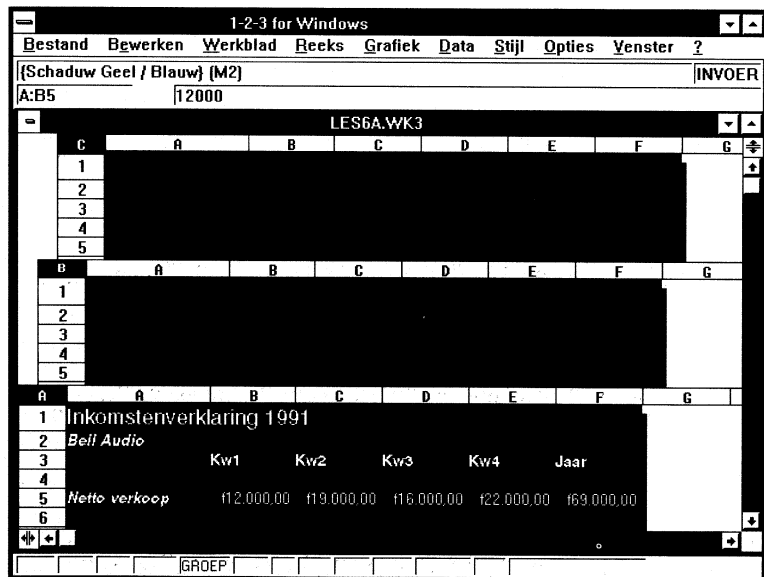 1-2-3 for Windows
Bestand Bewerken Werkblad Reeks Grafiek Data Stijl Opties Venster ?
{Schaduw Geel / Blauw} (M2) INVOER
A:B5 12000
LES6A.WK3
C A B C D E F G
1
2
3
4
5
B A B C D E F G
1
2
3
4
5
A A B C D E F G
1 Inkomstenverklaring 1991
2 Bell Audio
3 Kw1 Kw2 Kw3 Kw4 Jaar
4
5 Netto verkoop f12.000,00 f19.000,00 f16.000,00 f22.000,00 f69.000,00
6
GROEP